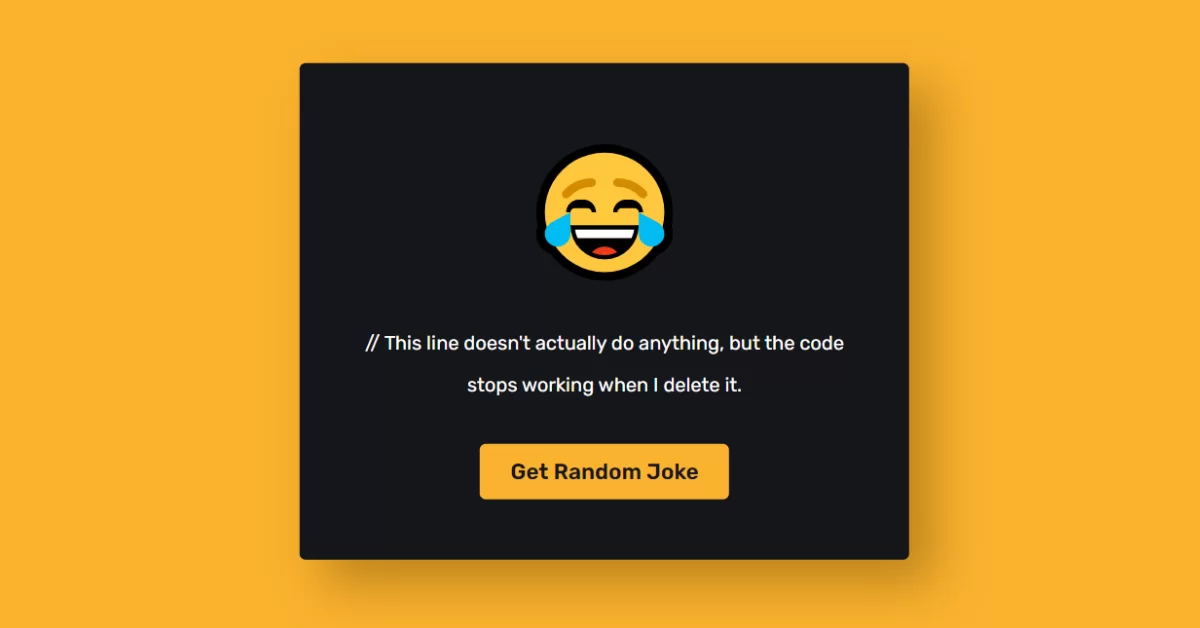 // This line doesn't actually do anything, but the code
stops working when I delete it.
Get Random Joke